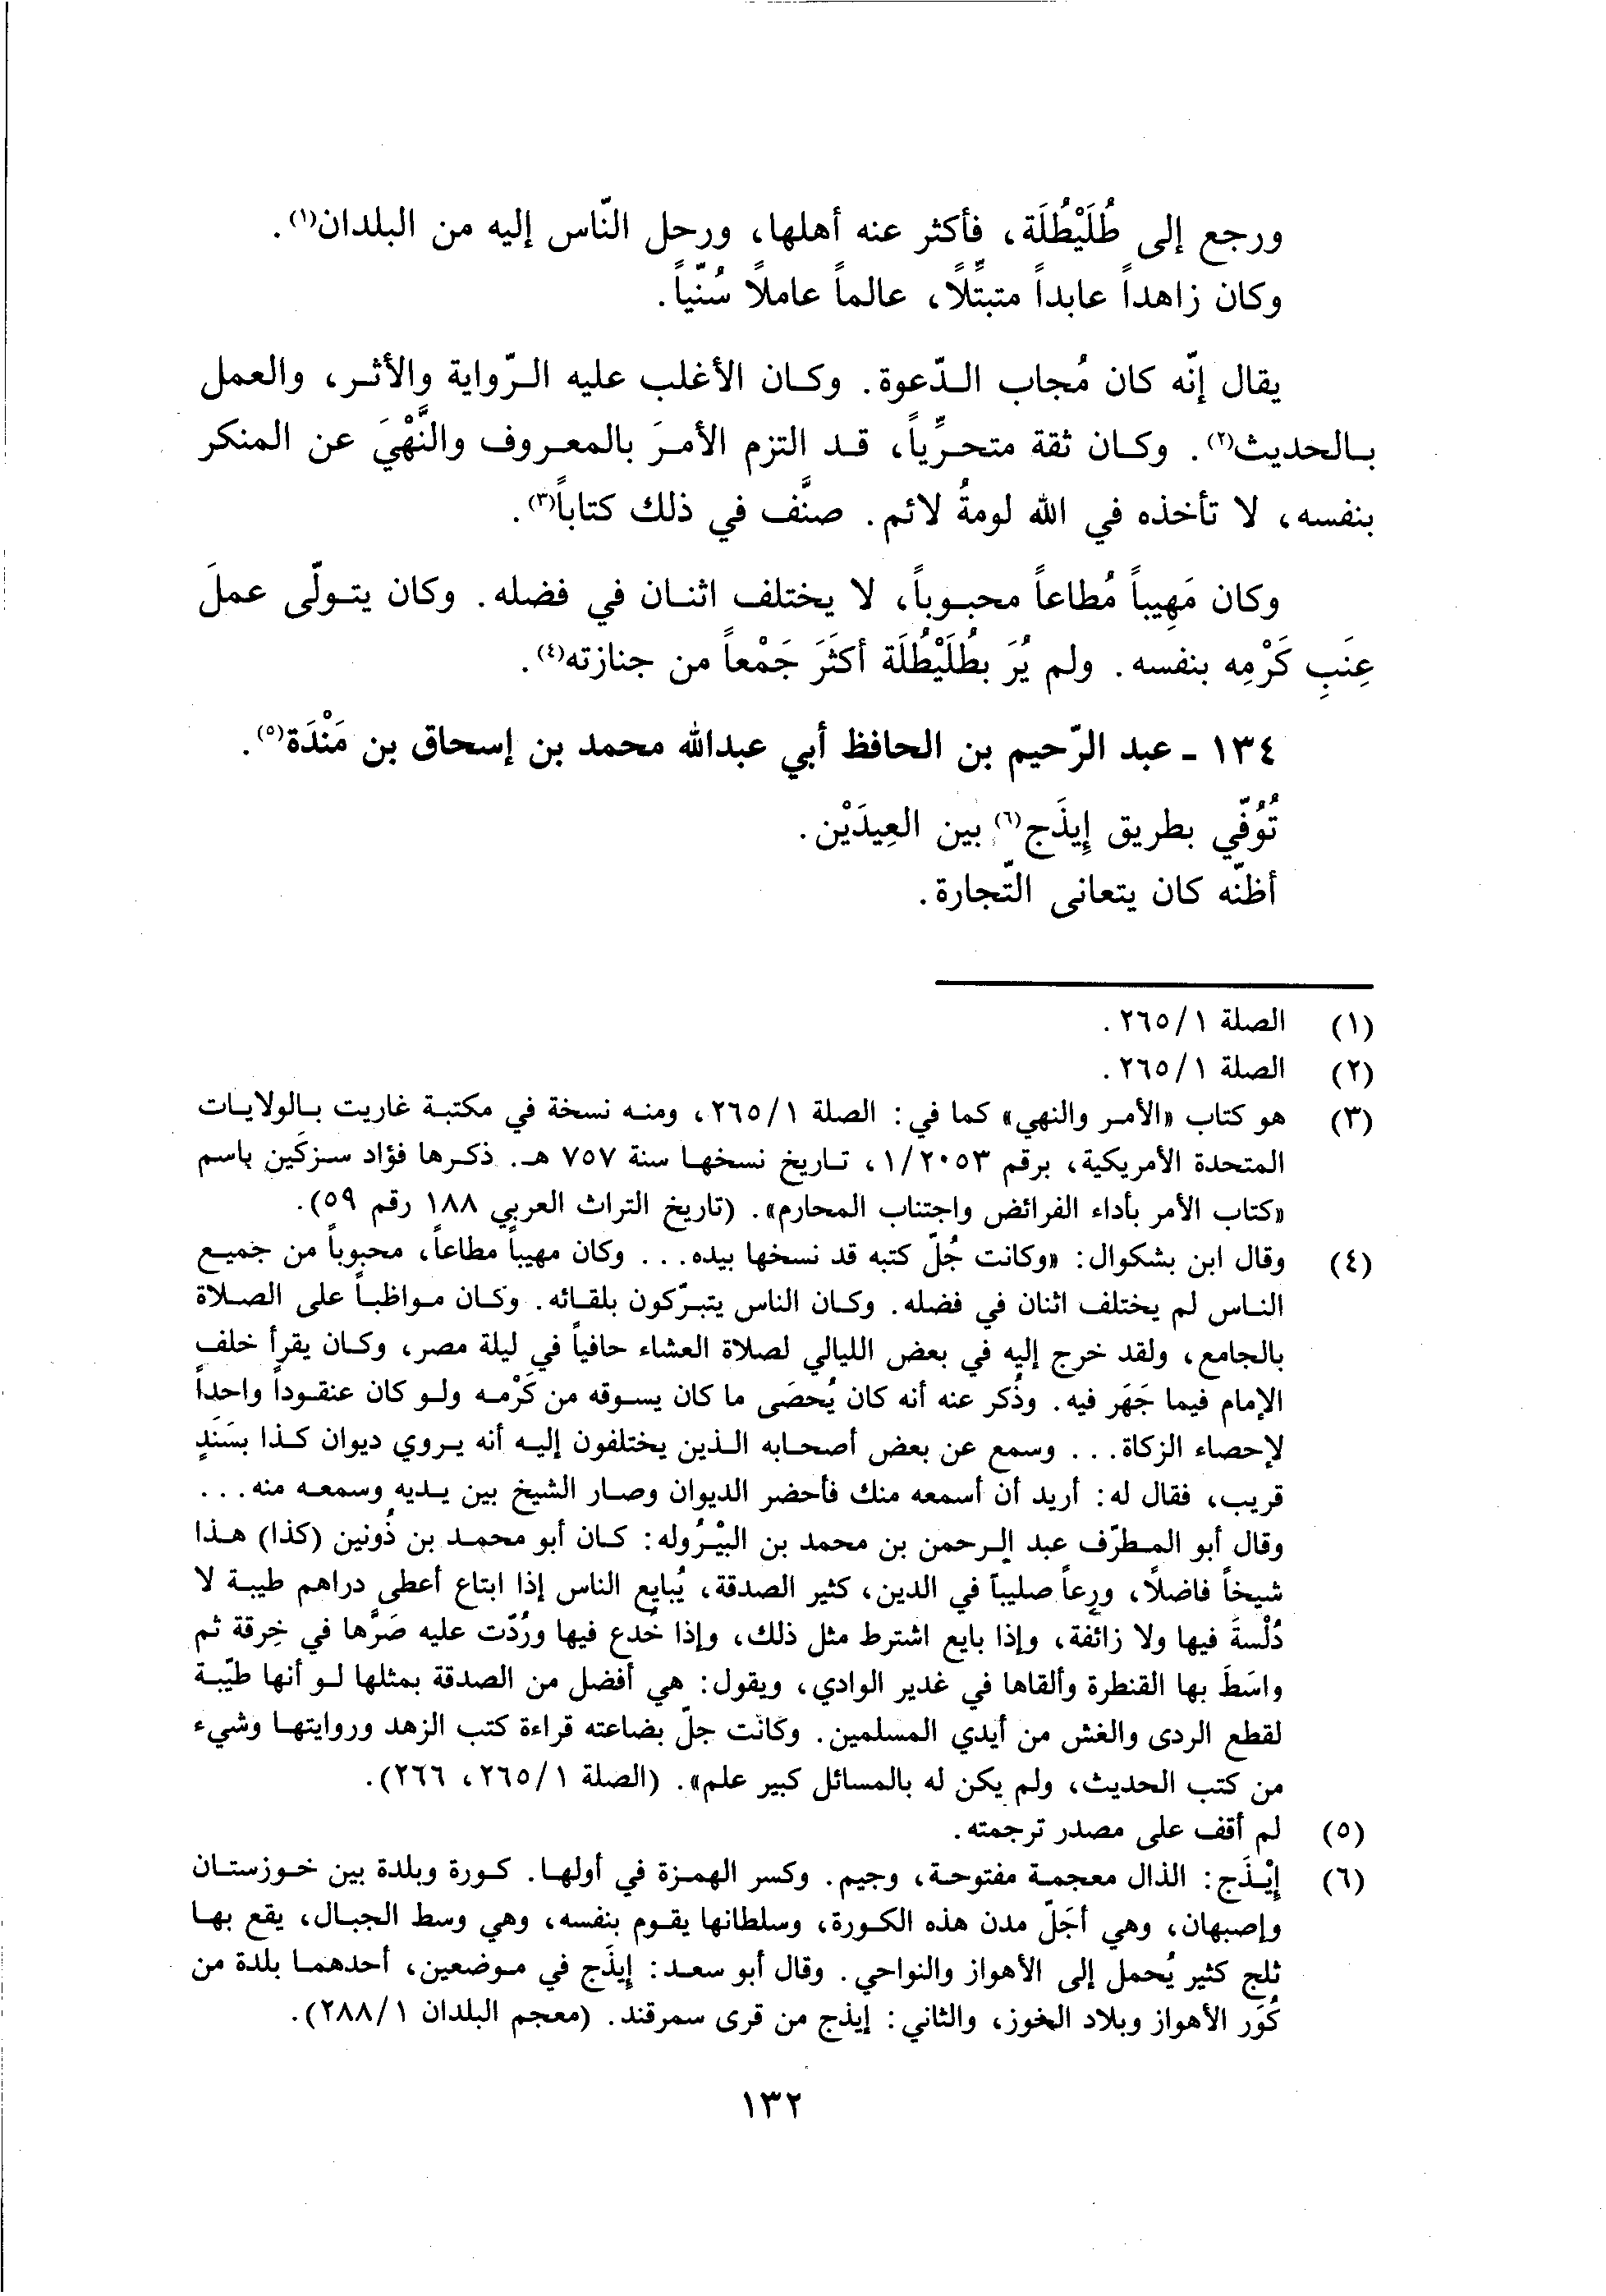 ورجع إلى طُلَيْطُلَة، فأكثر عنه أهلها، ورحل النّاس إليه من البلدان(١).
وكان زاهداً عابداً متبتِّلاً، عالماً عاملاً سُنّياً.
يقال إنّه كان مُجاب الدّعوة. وكان الأغلب عليه الرّواية والأثر، والعمل
بالحديث(٢). وكان ثقة متحرِّياً، قد التزم الأمرَ بالمعروف والنَّهْيَ عن المنكر
بنفسه، لا تأخذه في الله لومةُ لائم. صنَّف في ذلك كتاباً(٣).
وكان مَهِيباً مُطاعاً محبوباً، لا يختلف اثنان في فضله. وكان يتولّى عملَ
عِنَبِ كَرْمِه بنفسه. ولم يُرَ بطُلَيْطُلَة أكثَرَ جَمْعاً من جنازته(٤).
١٣٤ - عبد الرّحيم بن الحافظ أبي عبدالله محمد بن إسحاق بن مَنْدَة(٥).
تُوُفّي بطريق إِيذَج(٦) بين العِيدَيْن.
أظنّه كان يتعانى التّجارة.
(١) الصلة ١/٢٦٥.
(٢) الصلة ١/٢٦٥.
(٣) هو كتاب «الأمر والنهي» كما في: الصلة ١/٢٦٥، ومنه نسخة في مكتبة غاريت بالولايات
المتحدة الأمريكية، برقم ١/٢٠٥٣، تاريخ نسخها سنة ٧٥٧ هـ. ذكرها فؤاد سزكَين باسم
«كتاب الأمر بأداء الفرائض واجتناب المحارم». (تاريخ التراث العربي ١٨٨ رقم ٥٩).
(٤) وقال ابن بشكوال: «وكانت جُلّ كتبه قد نسخها بيده... وكان مهيباً مطاعاً، محبوباً من جميع
الناس لم يختلف اثنان في فضله. وكان الناس يتبرّكون بلقائه. وكان مواظباً على الصلاة
بالجامع، ولقد خرج إليه في بعض الليالي لصلاة العشاء حافياً في ليلة مصر، وكان يقرأ خلف
الإمام فيما جَهَر فيه. وذُكر عنه أنه كان يُحصَى ما كان يسوقه من كَرْمه ولو كان عنقوداً واحداً
لإحصاء الزكاة... وسمع عن بعض أصحابه الذين يختلفون إليه أنه يروي ديوان كذا بسَنَدٍ
قريب، فقال له: أريد أن أسمعه منك فأحضر الديوان وصار الشيخ بين يديه وسمعه منه...
وقال أبو المطرّف عبد الرحمن بن محمد بن البيْرُوله: كان أبو محمد بن ذُونين (كذا) هذا
شيخاً فاضلاً، ورِعاً صليباً في الدين، كثير الصدقة، يُبايع الناس إذا ابتاع أعطى دراهم طيبة لا
دُلْسةَ فيها ولا زائفة، وإذا بايع اشترط مثل ذلك، وإذا خُدع فيها ورُدّت عليه صَرَّها في خِرقة ثم
واسَطَ بها القنطرة وألقاها في غدير الوادي، ويقول: هي أفضل من الصدقة بمثلها لو أنها طيّبة
لقطع الردى والغش من أيدي المسلمين. وكانت جلّ بضاعته قراءة كتب الزهد وروايتها وشيء
من كتب الحديث، ولم يكن له بالمسائل كبير علم». (الصلة ١/٢٦٥، ٢٦٦).
(٥) لم أقف على مصدر ترجمته.
(٦) إيْذَج: الذال معجمة مفتوحة، وجيم. وكسر الهمزة في أولها. كورة وبلدة بين خوزستان
وإصبهان، وهي أجَلّ مدن هذه الكورة، وسلطانها يقوم بنفسه، وهي وسط الجبال، يقع بها
ثلج كثير يُحمل إلى الأهواز والنواحي. وقال أبو سعد: إيذَج في موضعين، أحدهما بلدة من
كُوَر الأهواز وبلاد الخوز، والثاني: إيذج من قرى سمرقند. (معجم البلدان ١/٢٨٨).
١٣٢